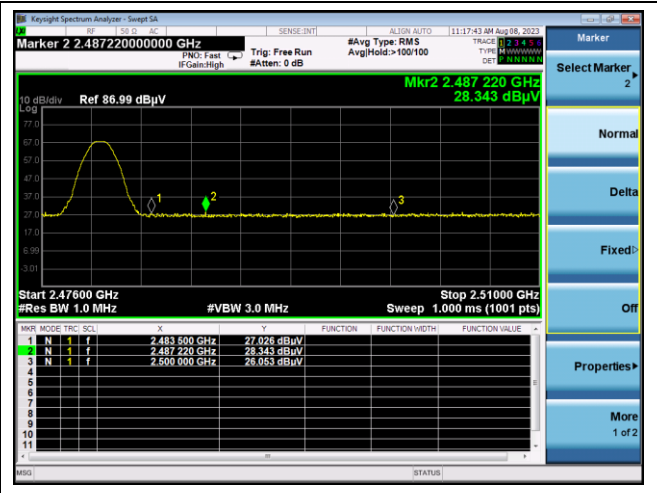 Keysight Spectrum Analyzer - Swept SA
RF 50 Ω AC SENSE:INT ALIGN AUTO 11:17:43 AM Aug 08, 2023
Marker 2 2.487220000000 GHz
PNO: Fast
IFGain:High
Trig: Free Run
#Atten: 0 dB
#Avg Type: RMS
Avg|Hold:>100/100
TRACE 1 2 3 4 5 6
TYPE MWWWWW
DET P NNNNN
Mkr2 2.487 220 GHz
28.343 dBµV
10 dB/div Ref 86.99 dBµV
Log
77.0
67.0
57.0
47.0
37.0
27.0
17.0
6.99
-3.01
1
2
3
Start 2.47600 GHz Stop 2.51000 GHz
#Res BW 1.0 MHz #VBW 3.0 MHz Sweep 1.000 ms (1001 pts)
MKR MODE TRC SCL X Y FUNCTION FUNCTION WIDTH FUNCTION VALUE
1 N 1 f 2.483 500 GHz 27.026 dBµV
2 N 1 f 2.487 220 GHz 28.343 dBµV
3 N 1 f 2.500 000 GHz 26.053 dBµV
4
5
6
7
8
9
10
11
MSG STATUS
Marker
Select Marker
2
Normal
Delta
Fixed
Off
Properties
More
1 of 2